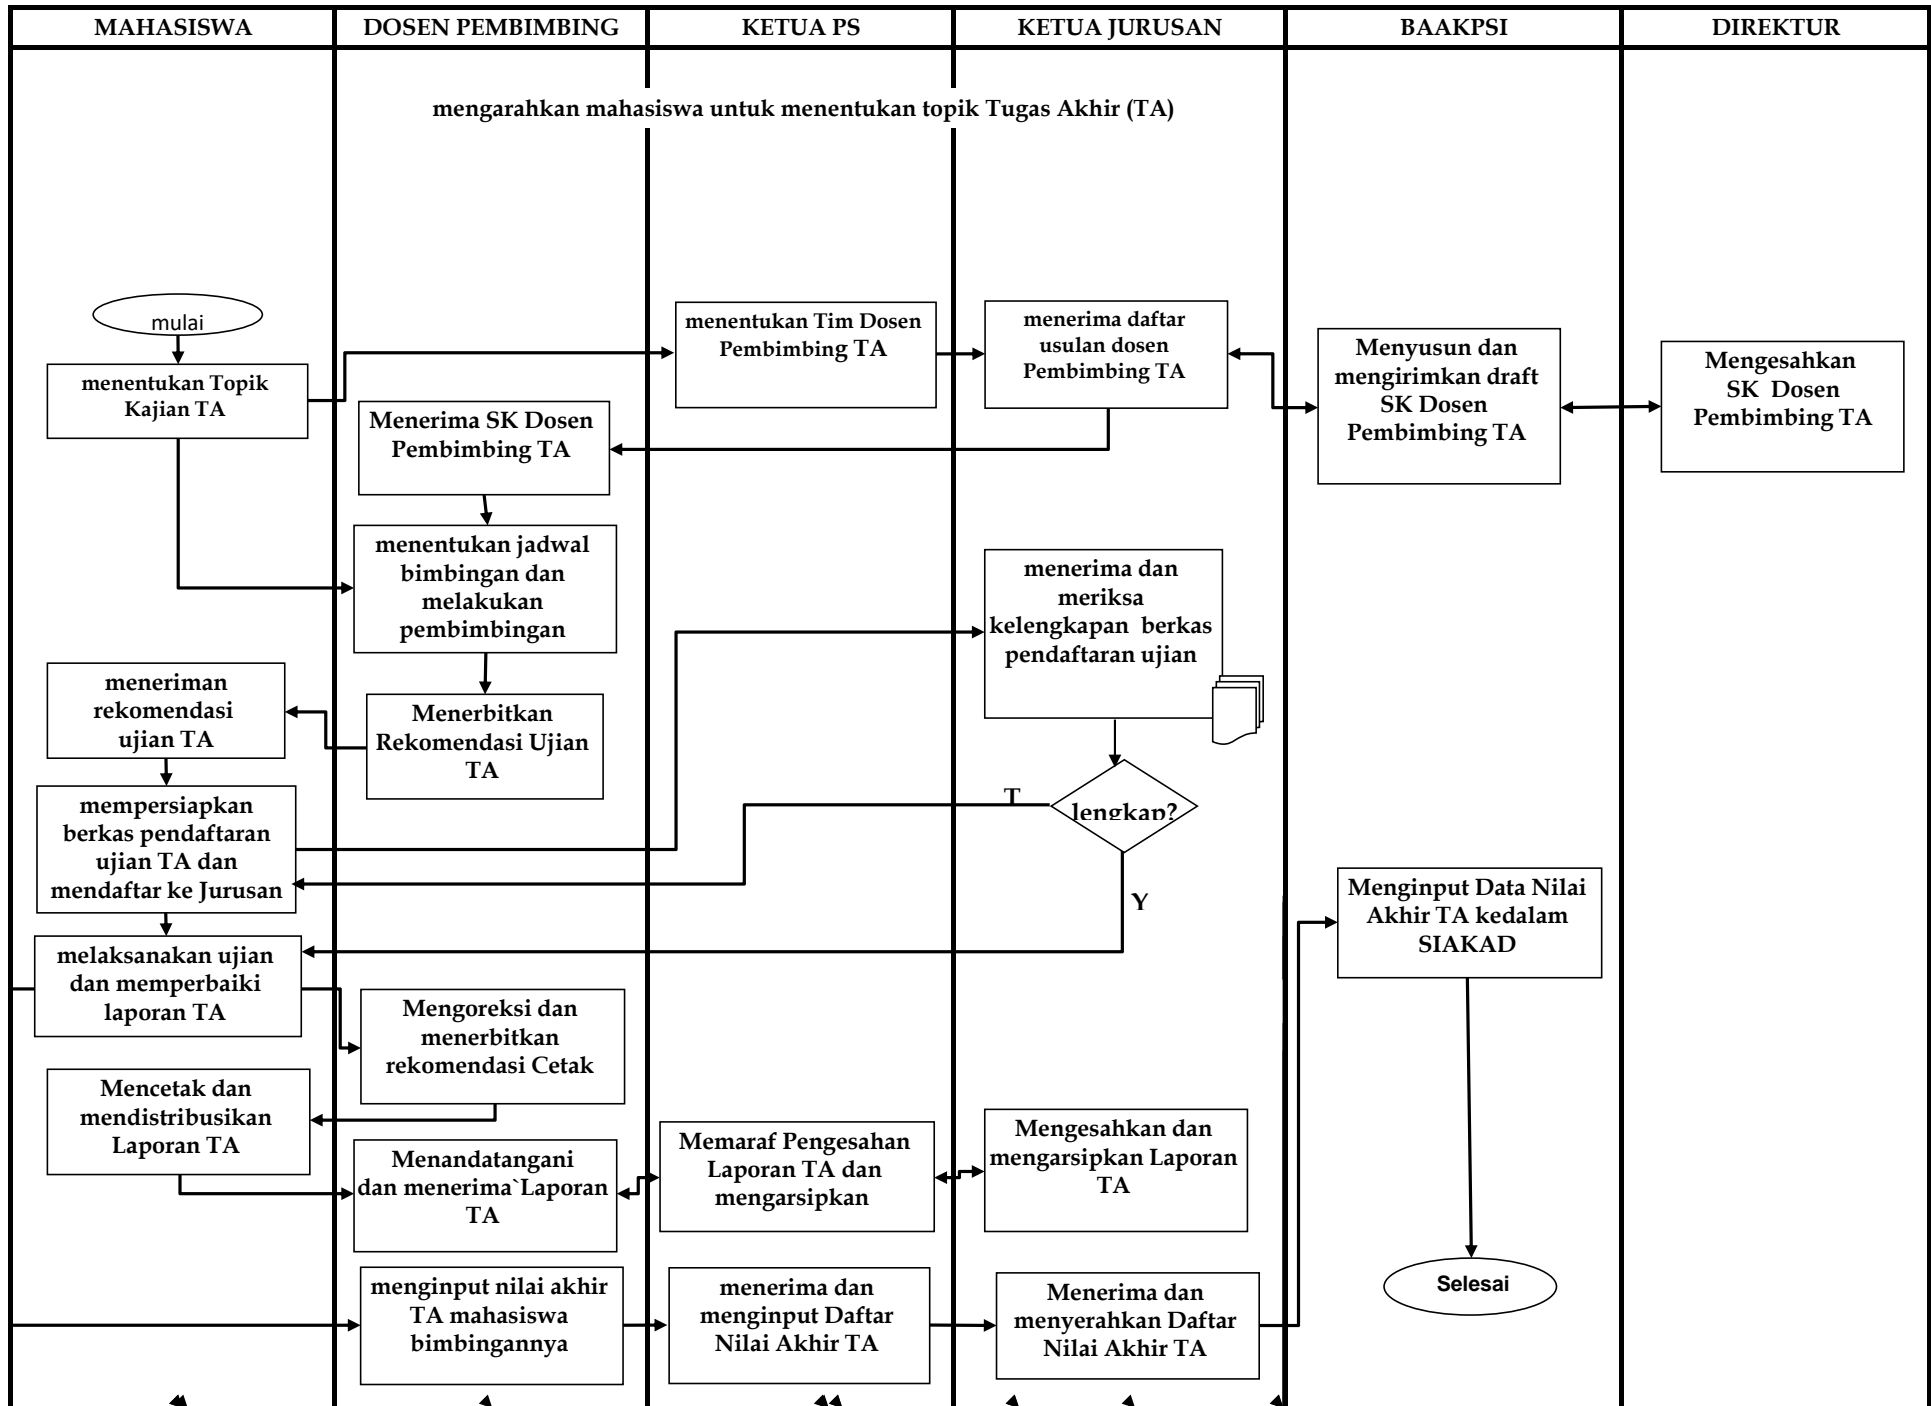 MAHASISWA
DOSEN PEMBIMBING
KETUA PS
KETUA JURUSAN
BAAKPSI
DIREKTUR
mengarahkan mahasiswa untuk menentukan topik Tugas Akhir (TA)
mulai
menentukan Topik
Kajian TA
menentukan Tim Dosen
Pembimbing TA
menerima daftar
usulan dosen
Pembimbing TA
Menyusun dan
mengirimkan draft
SK Dosen
Pembimbing TA
Mengesahkan
SK Dosen
Pembimbing TA
Menerima SK Dosen
Pembimbing TA
menentukan jadwal
bimbingan dan
melakukan
pembimbingan
menerima dan
meriksa
kelengkapan berkas
pendaftaran ujian
meneriman
rekomendasi
ujian TA
Menerbitkan
Rekomendasi Ujian
TA
mempersiapkan
berkas pendaftaran
ujian TA dan
mendaftar ke Jurusan
T
lengkap?
Y
Menginput Data Nilai
Akhir TA kedalam
SIAKAD
melaksanakan ujian
dan memperbaiki
laporan TA
Mengoreksi dan
menerbitkan
rekomendasi Cetak
Mencetak dan
mendistribusikan
Laporan TA
Menandatangani
dan menerima`Laporan
TA
Memaraf Pengesahan
Laporan TA dan
mengarsipkan
Mengesahkan dan
mengarsipkan Laporan
TA
menginput nilai akhir
TA mahasiswa
bimbingannya
menerima dan
menginput Daftar
Nilai Akhir TA
Menerima dan
menyerahkan Daftar
Nilai Akhir TA
Selesai